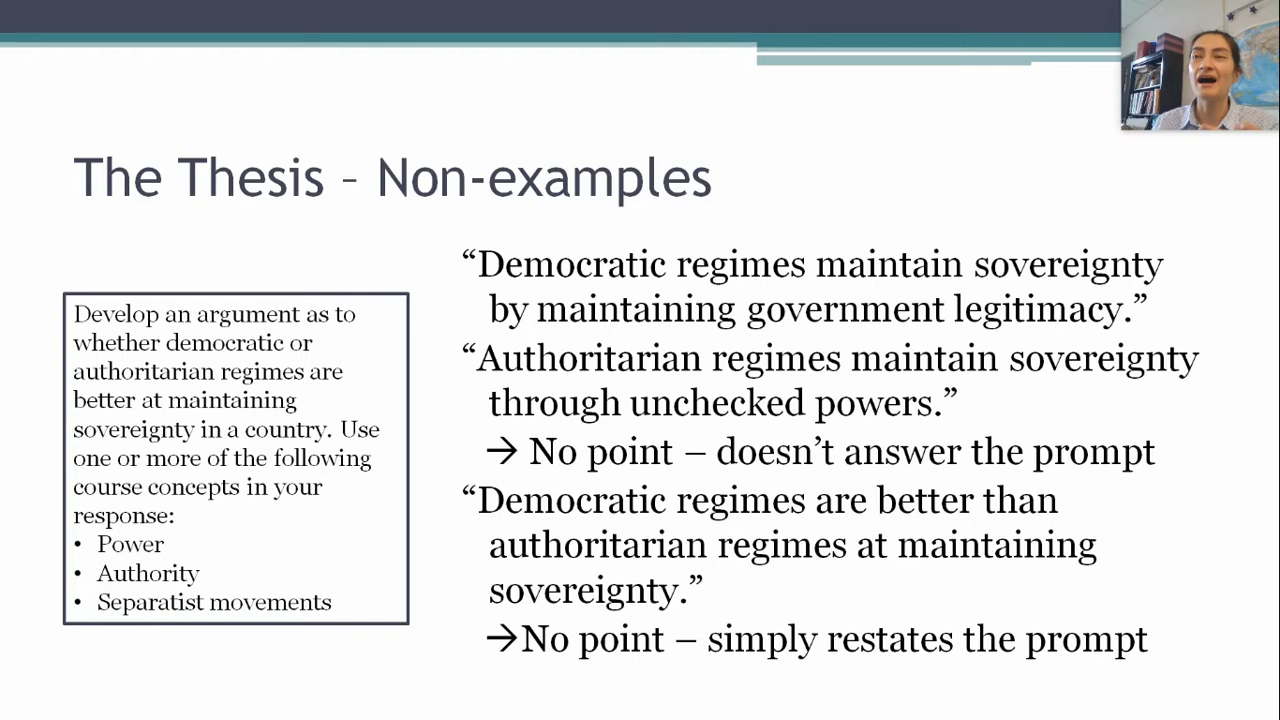 The Thesis – Non-examples
Develop an argument as to
whether democratic or
authoritarian regimes are
better at maintaining
sovereignty in a country. Use
one or more of the following
course concepts in your
response:
• Power
• Authority
• Separatist movements
“Democratic regimes maintain sovereignty
by maintaining government legitimacy.”
“Authoritarian regimes maintain sovereignty
through unchecked powers.”
→ No point – doesn’t answer the prompt
“Democratic regimes are better than
authoritarian regimes at maintaining
sovereignty.”
→No point – simply restates the prompt